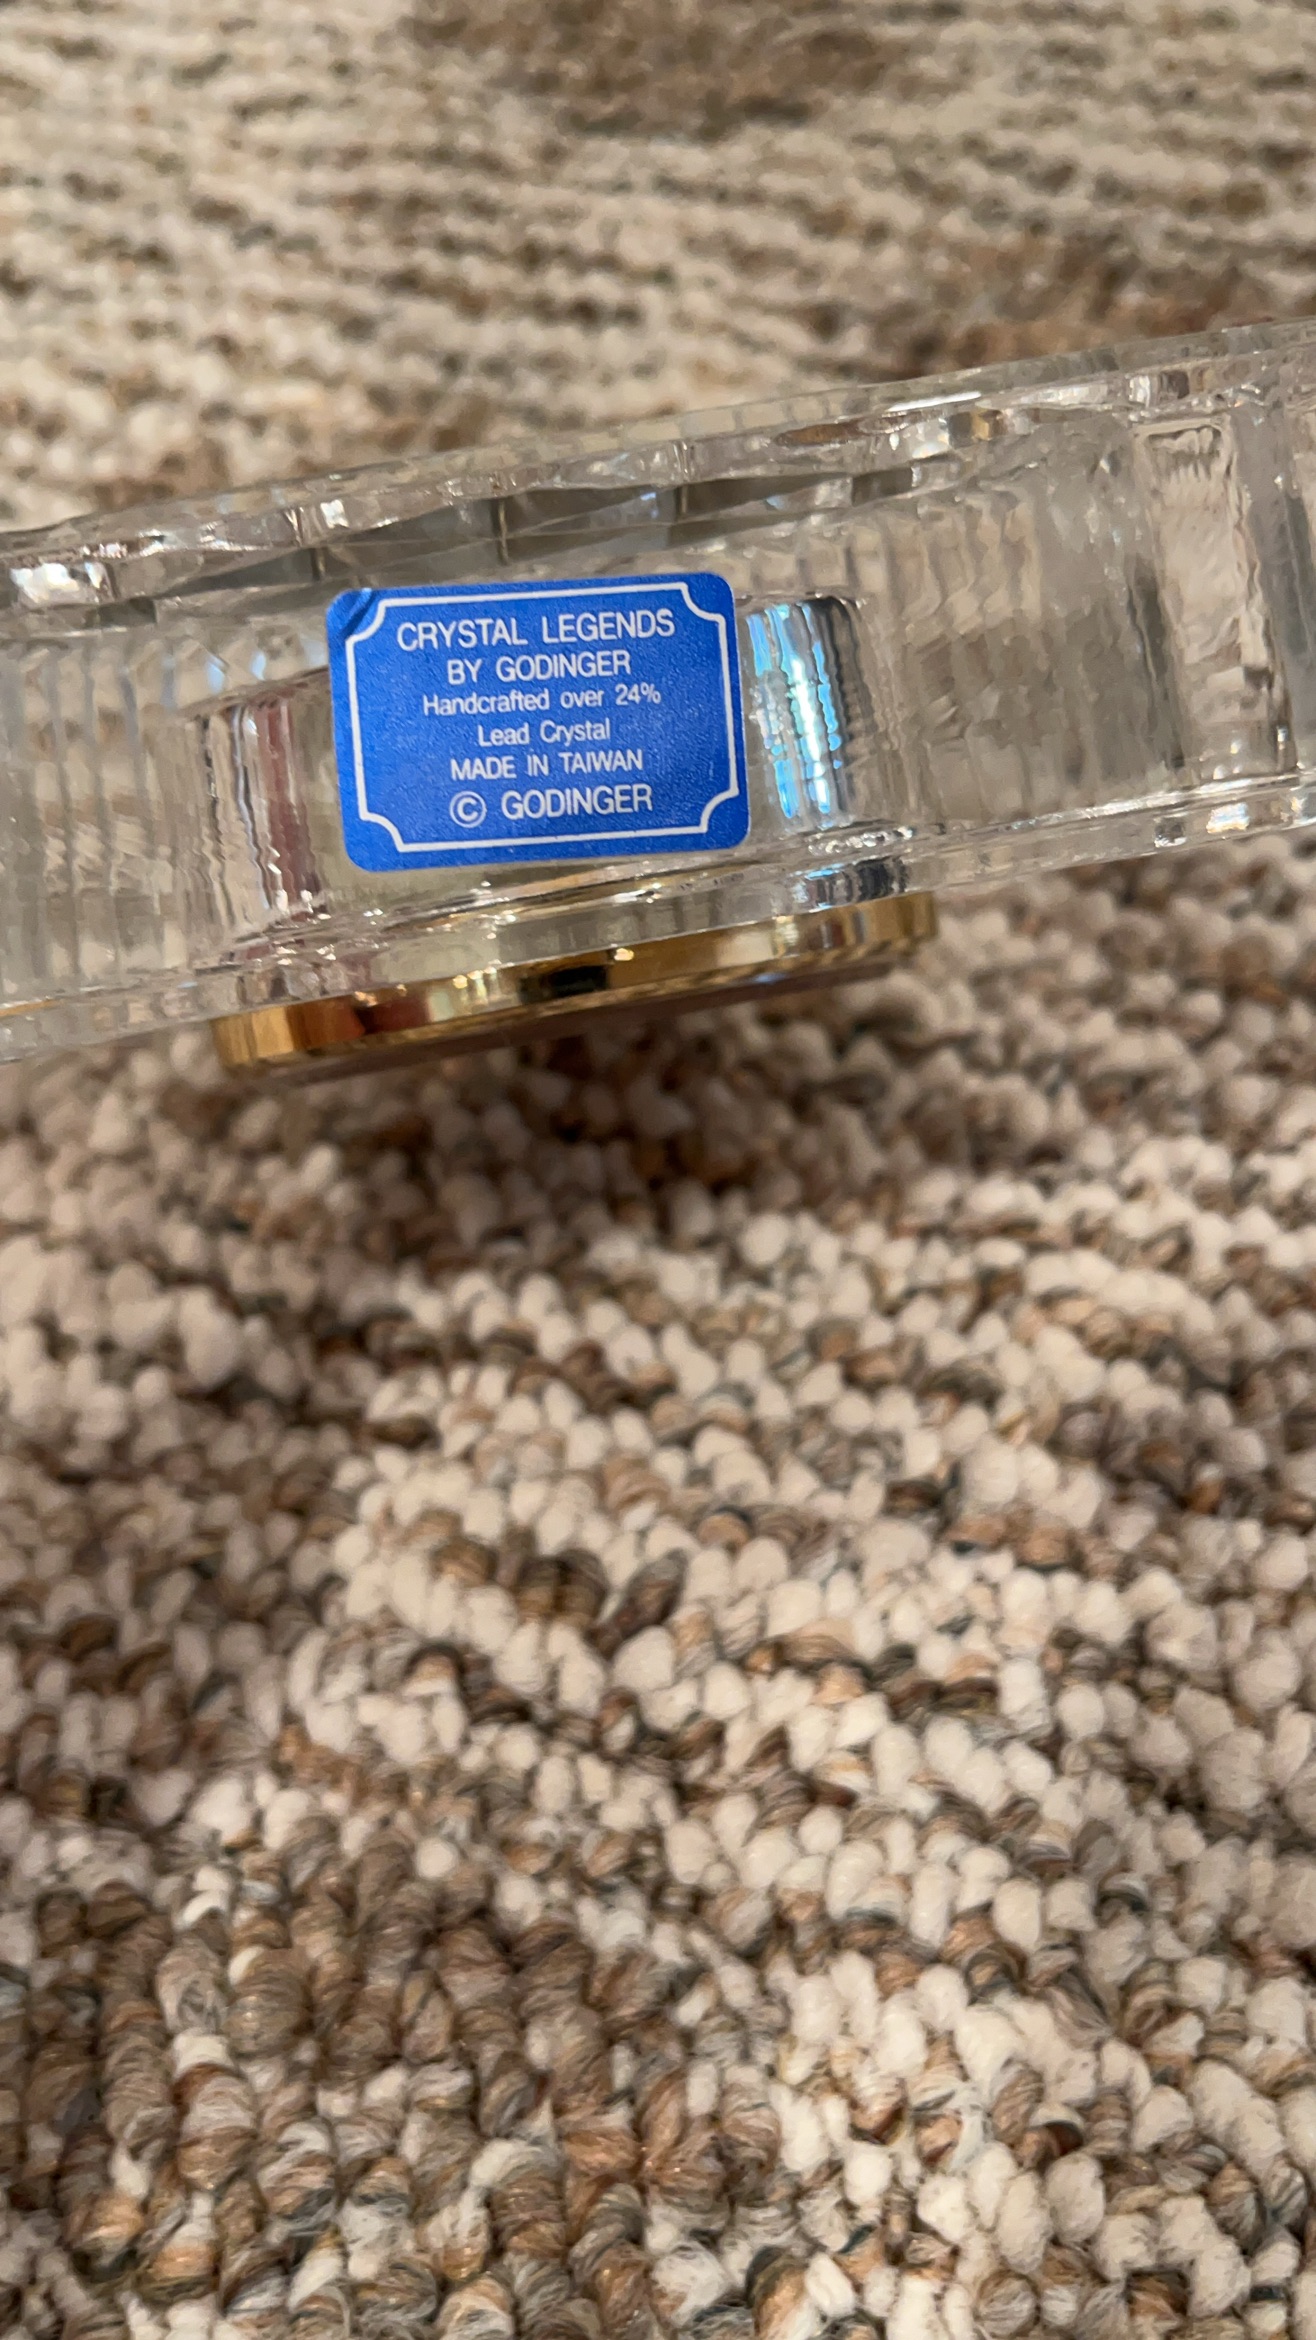 CRYSTAL LEGENDS
BY GODINGER
Handcrafted over 24%
Lead Crystal
MADE IN TAIWAN
© GODINGER